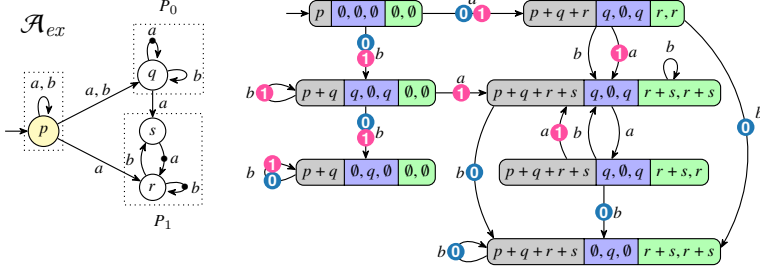 𝒜ex
P0
a
q
b
a, b
a, b
p
a
s
a
b
a
r
b
P1
p ∅, ∅, ∅ ∅, ∅
a
0 1
p + q + r q, ∅, q r, r
0
1 b
b
1 a
b
b 1
p + q q, ∅, q ∅, ∅
a
1
p + q + r + s q, ∅, q r + s, r + s
0
1 b
a 1
b
a
b
0
b
1
0
p + q ∅, q, ∅ ∅, ∅
b 0
p + q + r + s q, ∅, q r + s, r
0 b
b 0
p + q + r + s ∅, q, ∅ r + s, r + s